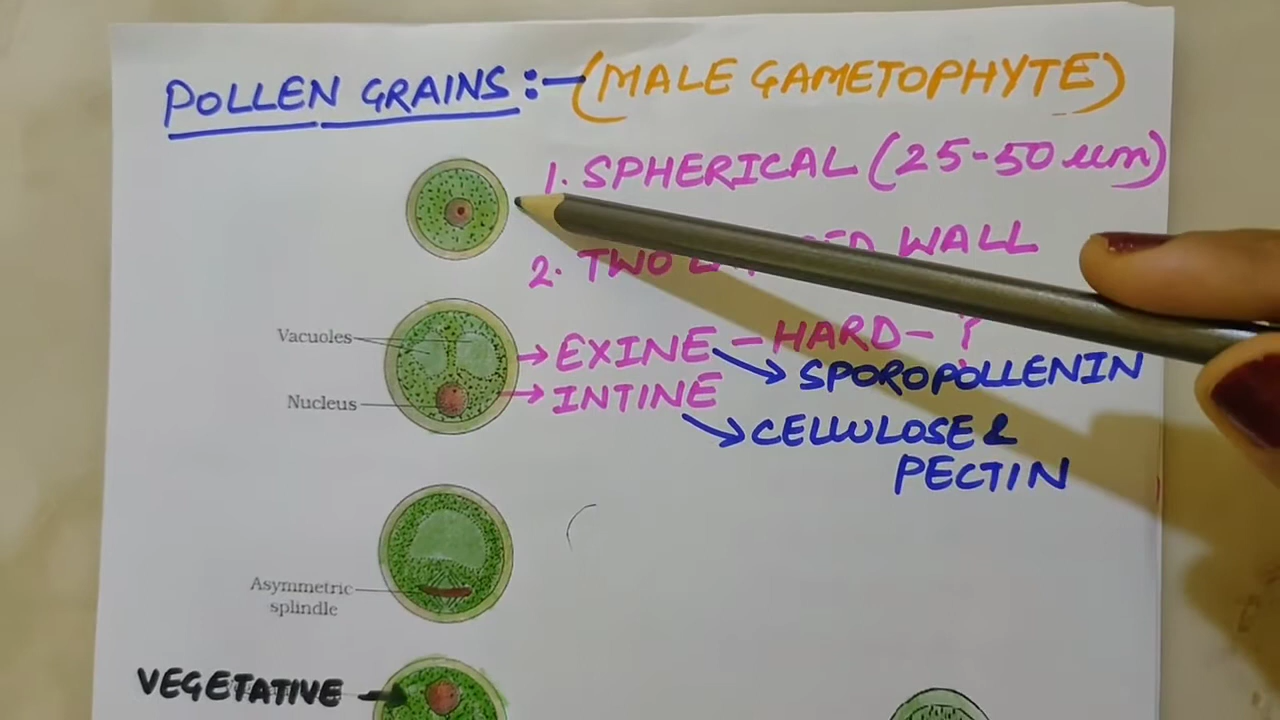 POLLEN GRAINS :- (MALE GAMETOPHYTE)
1. SPHERICAL (25-50 um)
2. TWO WALL
Vacuoles
→ EXINE - HARD - ?
SPOROPOLLENIN
Nucleus
→ INTINE
CELLULOSE &
PECTIN
Asymmetric
splindle
VEGETATIVE